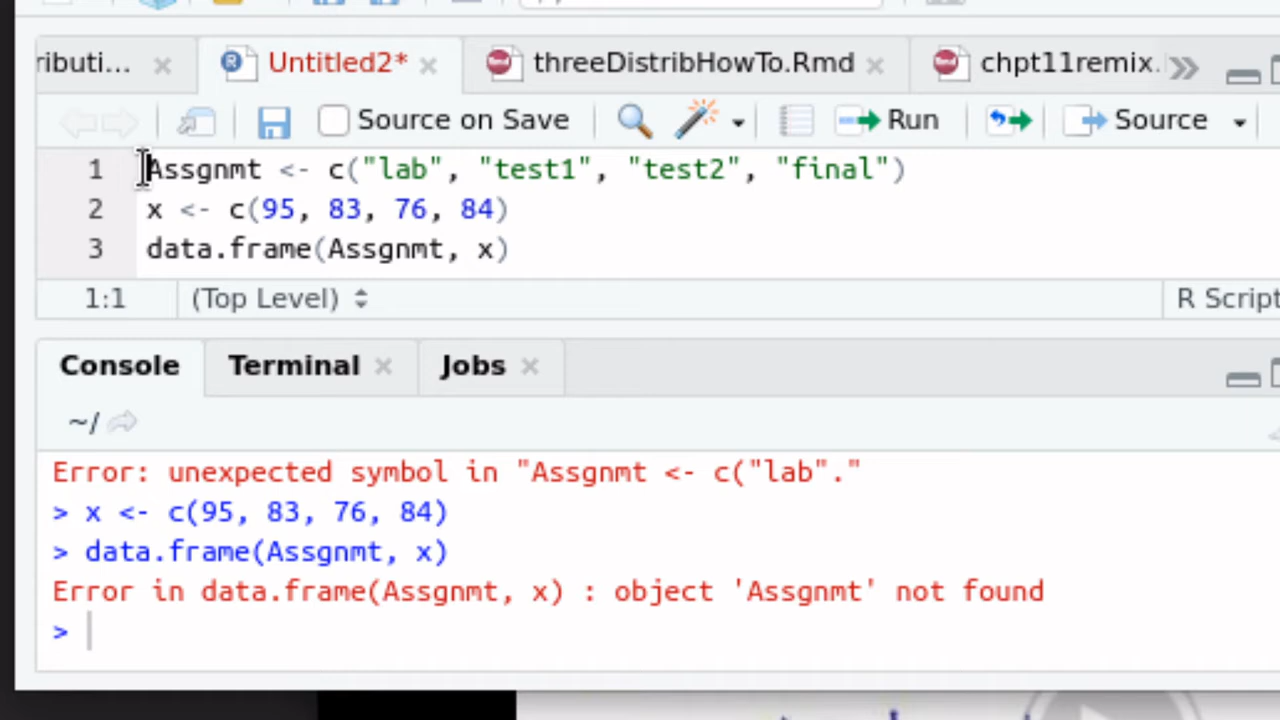 ributi... Untitled2* threeDistribHowTo.Rmd chpt11remix.
Source on Save Run Source
1 Assgnmt <- c("lab", "test1", "test2", "final")
2 x <- c(95, 83, 76, 84)
3 data.frame(Assgnmt, x)
1:1 (Top Level) R Script
Console Terminal Jobs
~/
Error: unexpected symbol in "Assgnmt <- c("lab"."
> x <- c(95, 83, 76, 84)
> data.frame(Assgnmt, x)
Error in data.frame(Assgnmt, x) : object 'Assgnmt' not found
>